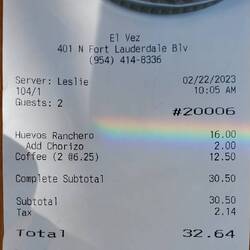 El Vez
401 N Fort Lauderdale Blv
(954) 414-8336
Server: Leslie 02/22/2023
104/1 10:05 AM
Guests: 2
#20006
Huevos Ranchero 16.00
Add Chorizo 2.00
Coffee (2 @6.25) 12.50
Complete Subtotal 30.50
Subtotal 30.50
Tax 2.14
Total 32.64